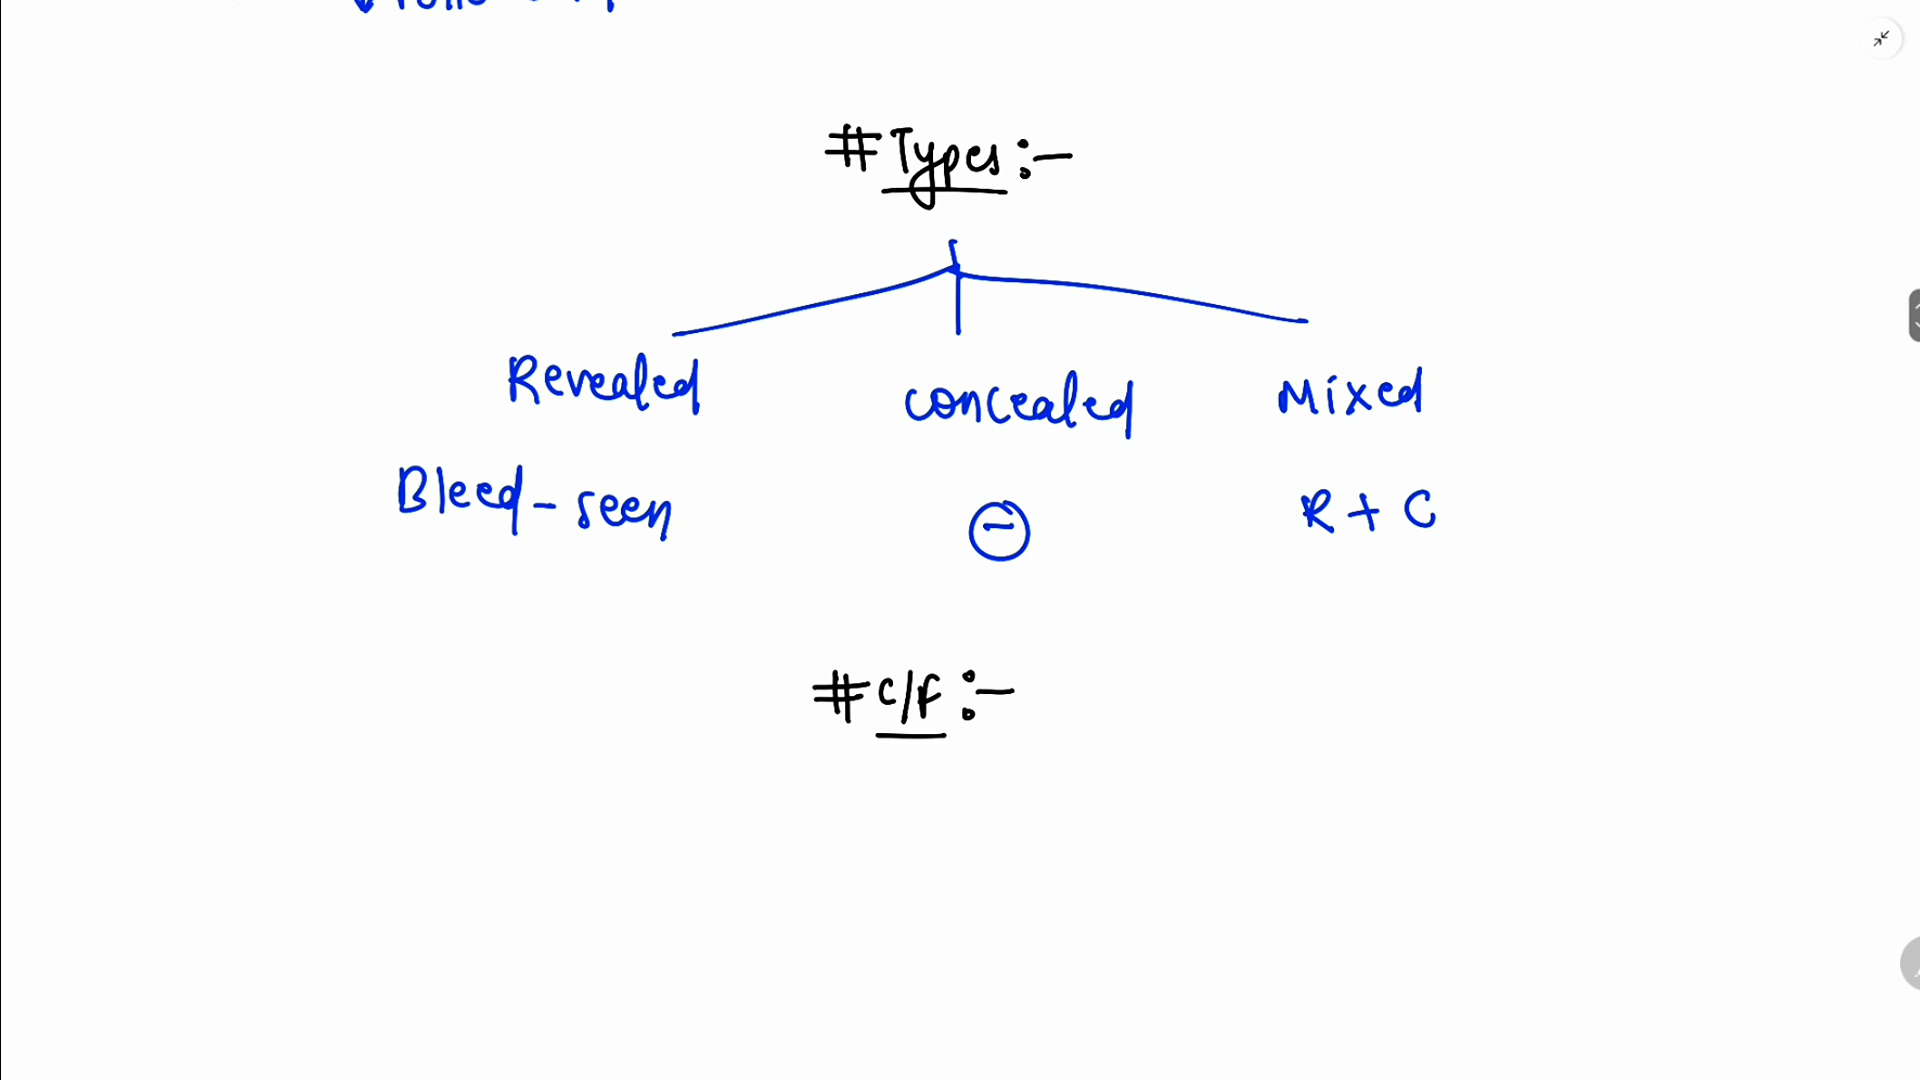 # Types :-
Revealed concealed Mixed
Bleed - seen ⊖ R + C
# C/F :-